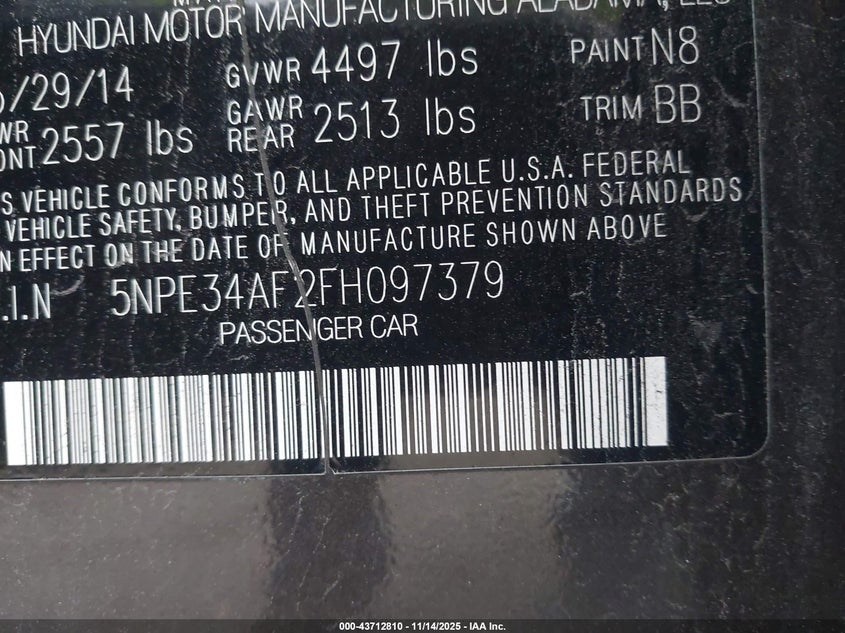 HYUNDAI MOTOR MANUFACTURING ALABAMA, LLC
/29/14 GVWR 4497 lbs PAINT N8
2557 lbs GAWR REAR 2513 lbs TRIM BB
VEHICLE CONFORMS TO ALL APPLICABLE U.S.A. FEDERAL
VEHICLE SAFETY, BUMPER, AND THEFT PREVENTION STANDARDS
EFFECT ON THE DATE OF MANUFACTURE SHOWN ABOVE
.I.N 5NPE34AF2FH097379
PASSENGER CAR
000-43712810 - 11/14/2025 - IAA Inc.